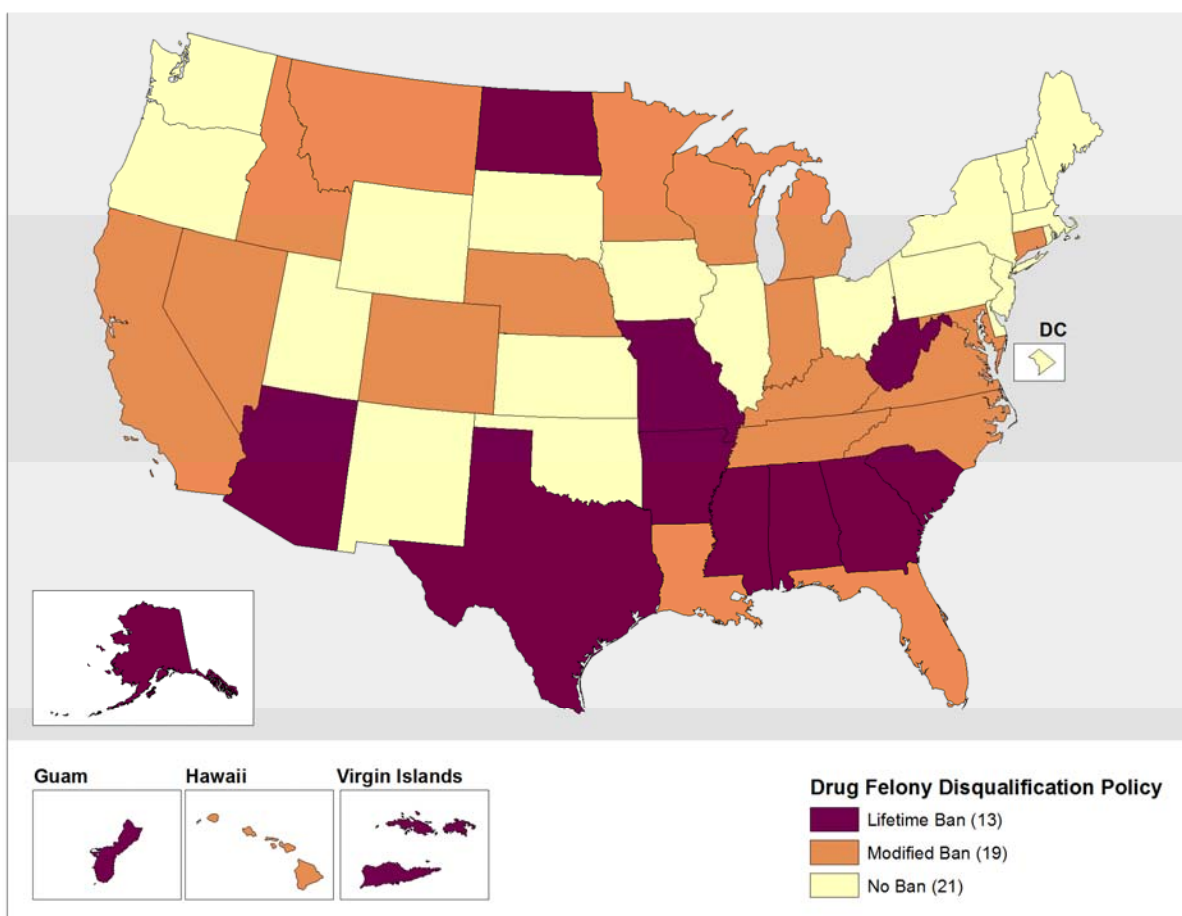 DC
Guam
Hawaii
Virgin Islands
Drug Felony Disqualification Policy
Lifetime Ban (13)
Modified Ban (19)
No Ban (21)